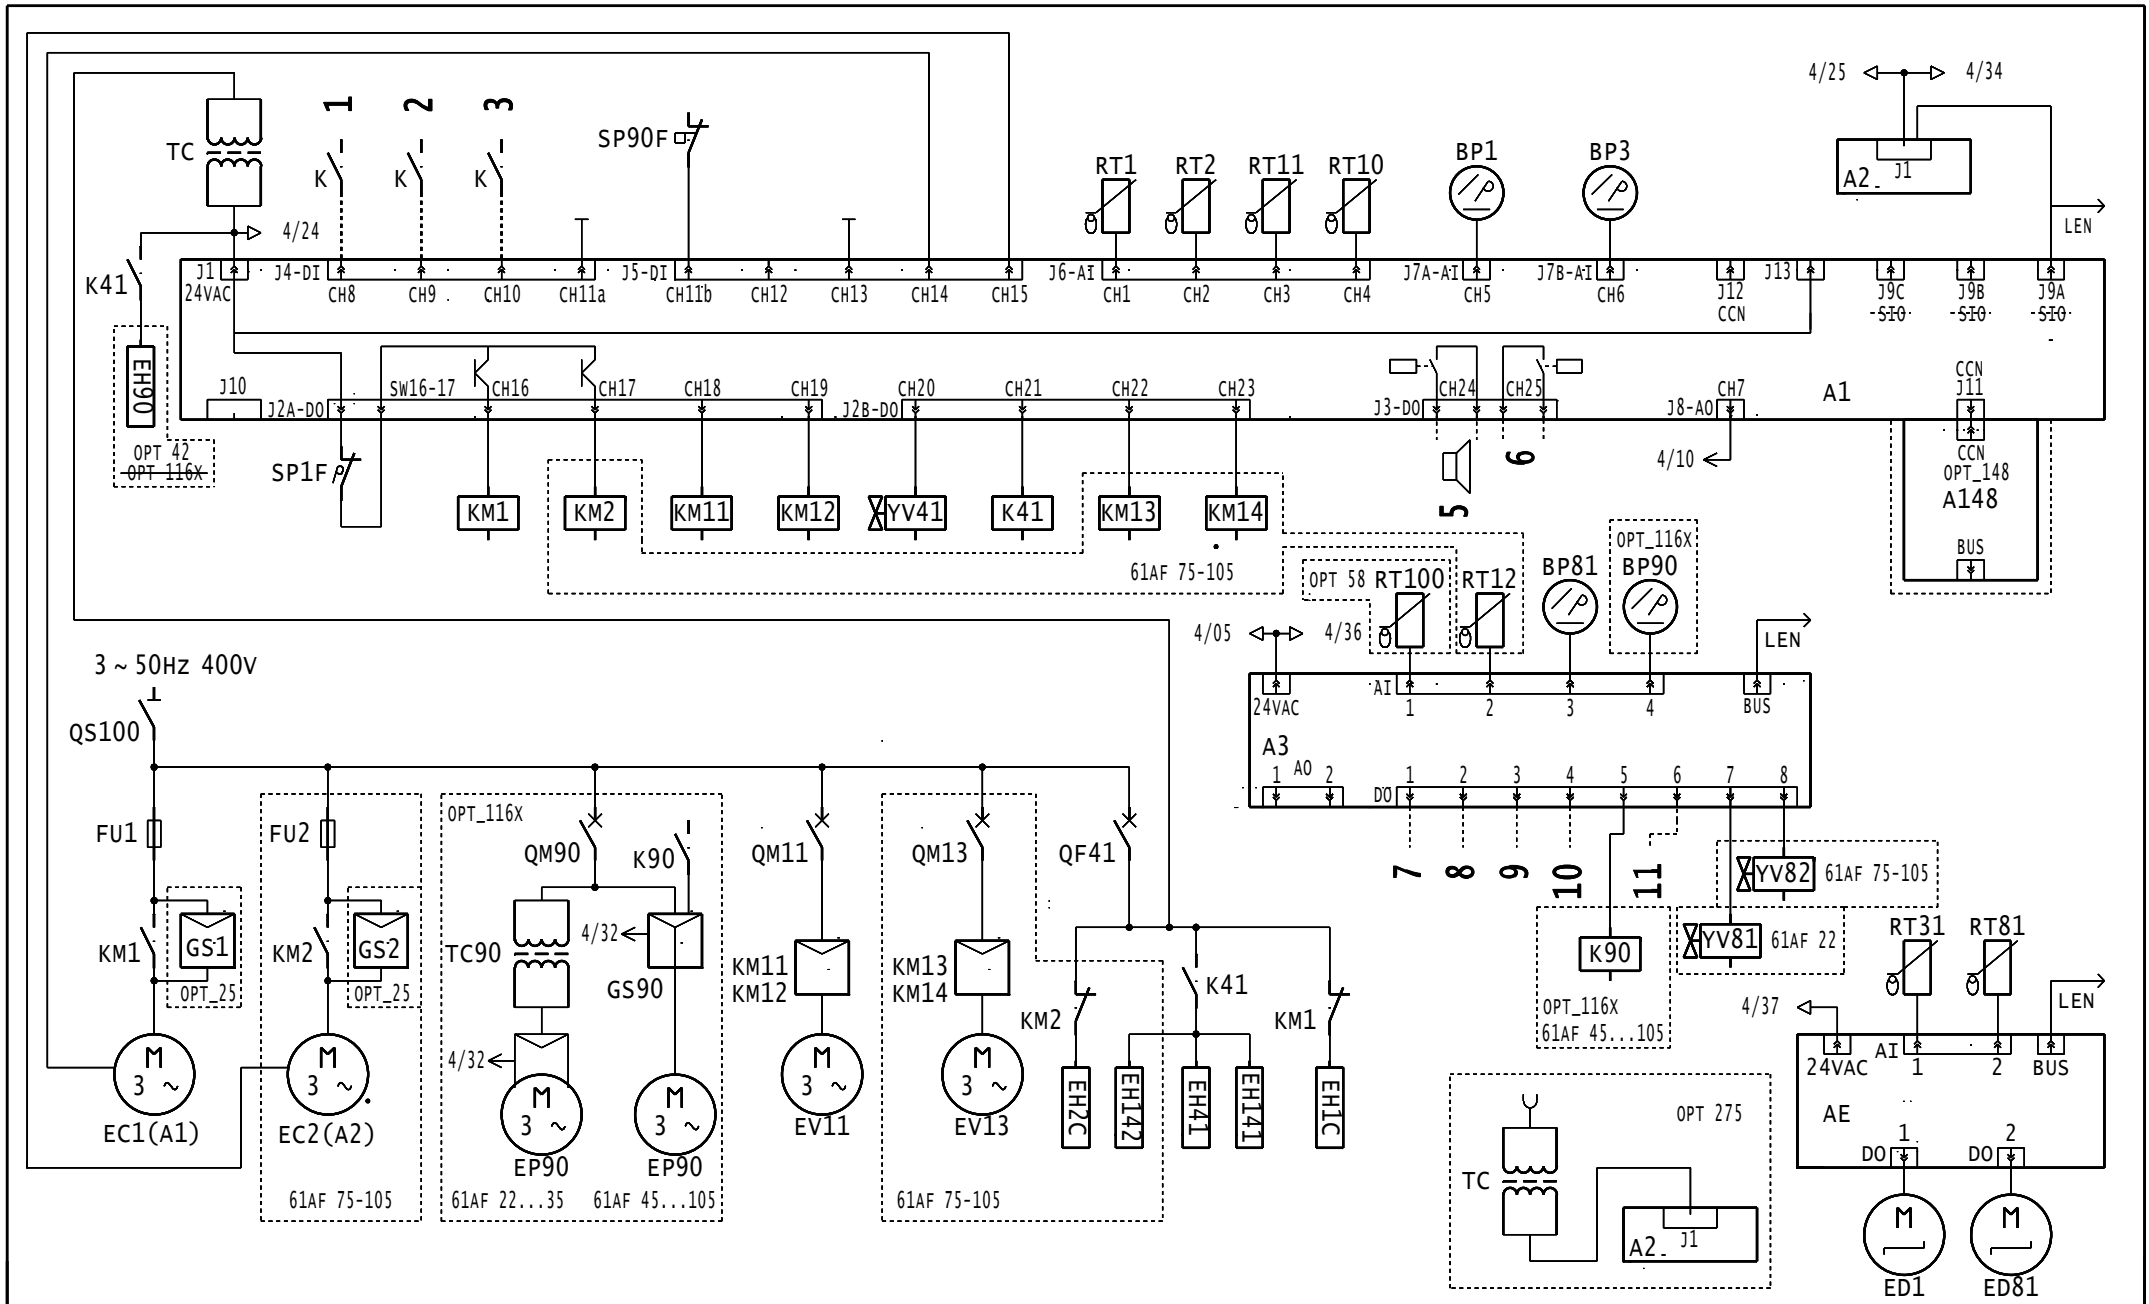 4/25 4/34
1 2 3
TC
SP90F
K K K
RT1 RT2 RT11 RT10
BP1 BP3
A2 J1
4/24
LEN
K41
J1 J4-DI J5-DI J6-AI J7A-AI J7B-AI J13
24VAC CH8 CH9 CH10 CH11a CH11b CH12 CH13 CH14 CH15 CH1 CH2 CH3 CH4 CH5 CH6 J12 J9C J9B J9A
CCN SIO SIO SIO
EH90
J10 SW16-17 CH16 CH17 CH18 CH19 CH20 CH21 CH22 CH23 CH24 CH25 CH7 A1 CCN
J11
J2A-DO J2B-DO J3-DO J8-AO
OPT 42
OPT 116X
SP1F
6
4/10
CCN
OPT_148
A148
KM1 KM2 KM11 KM12 YV41 K41 KM13 KM14
5
BUS
61AF 75-105
OPT_116X
OPT 58 RT100 RT12 BP81 BP90
4/05 4/36
LEN
3 ~ 50Hz 400V
QS100
24VAC AI 1 2 3 4 BUS
A3
AO 1 2
DO 1 2 3 4 5 6 7 8
OPT_116X
FU1 FU2 QM90 K90 QM11 QM13 QF41
7 8 9 10 11
YV82 61AF 75-105
K90 YV81 61AF 22
RT31 RT81
KM1 GS1 KM2 GS2 TC90 4/32 GS90
KM11 KM13
KM12 KM14
K41
KM2 KM1
OPT_25 OPT_25
OPT_116X
61AF 45...105
4/37 LEN
M M
3 ~ 3 ~
EC1(A1) EC2(A2)
4/32
M M M M
3 ~ 3 ~ 3 ~ 3 ~
EP90 EP90 EV11 EV13
EH2C EH142 EH41 EH141 EH1C
24VAC AI 1 2 BUS
AE
1 2
DO DO
61AF 75-105 61AF 22...35 61AF 45...105 61AF 75-105
OPT 275
TC
A2 J1
M M
ED1 ED81